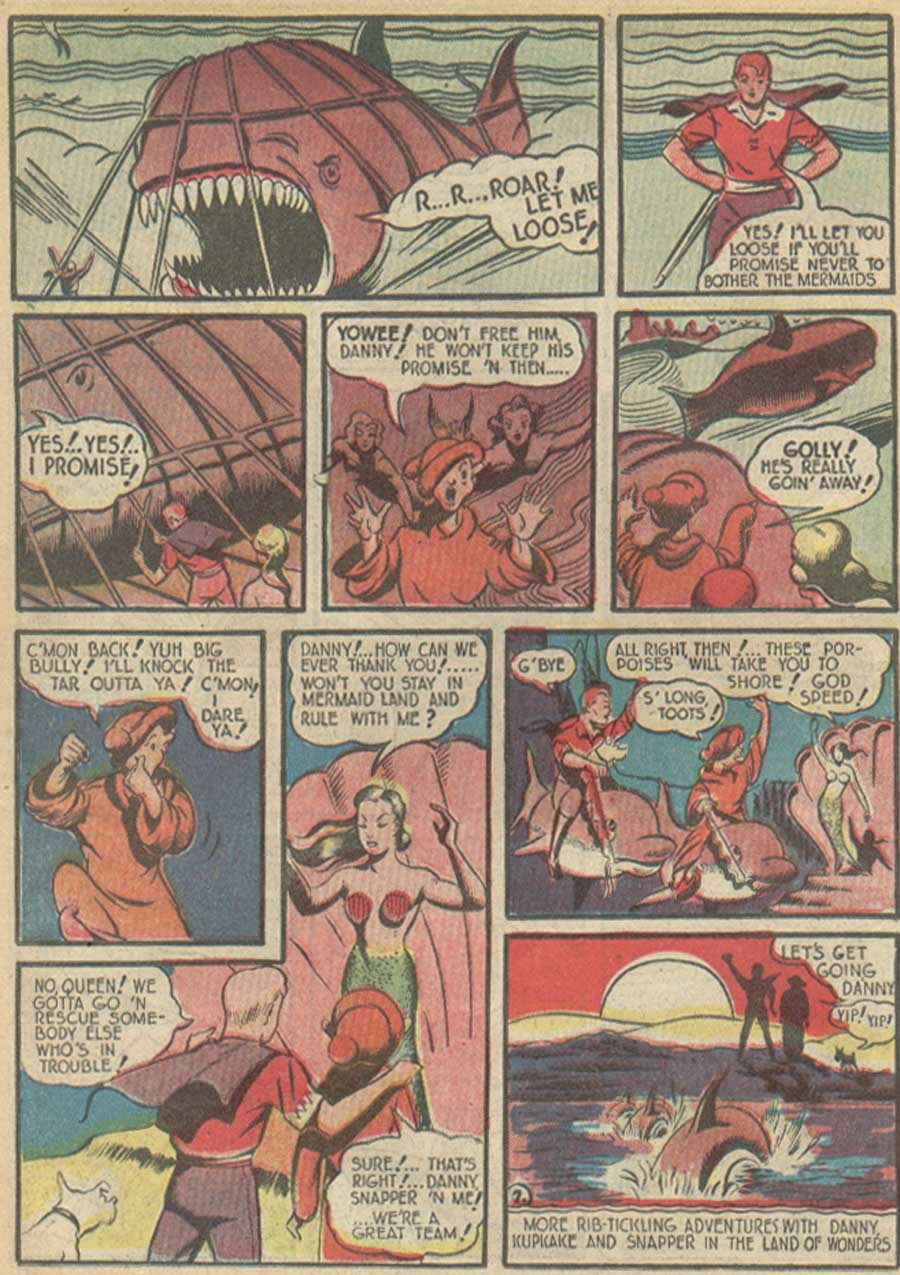 R...R...ROAR!
LET ME
LOOSE!
YES! I'LL LET YOU
LOOSE IF YOU'LL
PROMISE NEVER TO
BOTHER THE MERMAIDS
YES!..YES!..
I PROMISE!
YOWEE! DON'T FREE HIM,
DANNY! HE WON'T KEEP HIS
PROMISE 'N THEN.....
GOLLY!
HE'S REALLY
GOIN' AWAY!
C'MON BACK! YUH BIG
BULLY! I'LL KNOCK THE
TAR OUTTA YA! C'MON!
I
DARE
YA!
DANNY!...HOW CAN WE
EVER THANK YOU!.....
WON'T YOU STAY IN
MERMAID LAND AND
RULE WITH ME?
NO, QUEEN! WE
GOTTA GO 'N
RESCUE SOME-
BODY ELSE
WHO'S IN
TROUBLE!
SURE!... THAT'S
RIGHT!...DANNY,
SNAPPER 'N ME!
....WE'RE A
GREAT TEAM!
G'BYE
S' LONG,
TOOTS!
ALL RIGHT, THEN!... THESE POR-
POISES WILL TAKE YOU TO
SHORE! GOD
SPEED!
LET'S GET
GOING
DANNY
YIP! YIP!
7.
MORE RIB-TICKLING ADVENTURES WITH DANNY,
KUPKAKE AND SNAPPER IN THE LAND OF WONDERS